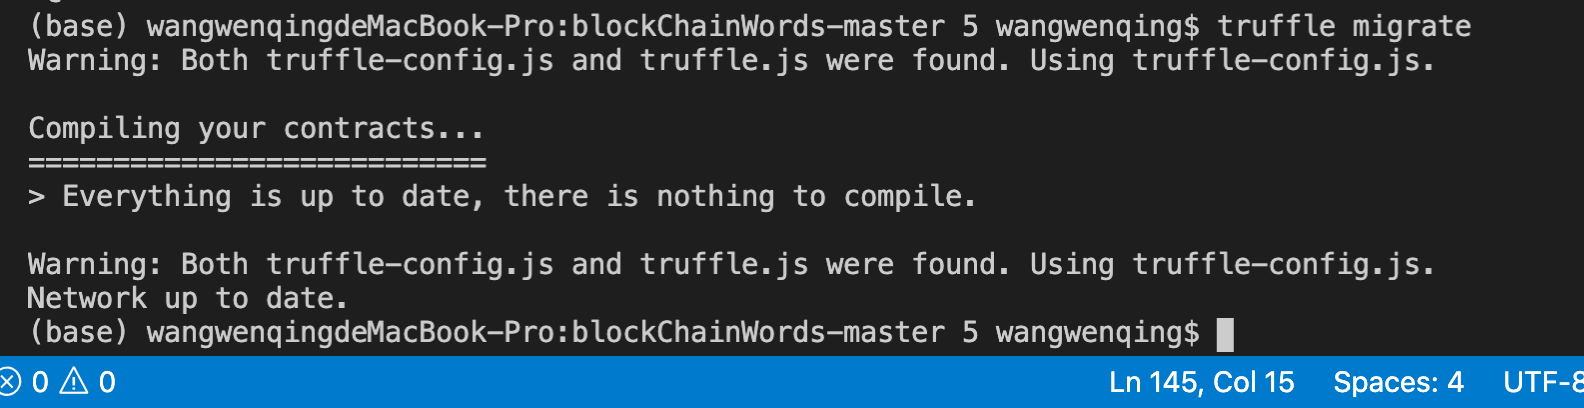 (base) wangwenqingdeMacBook-Pro:blockChainWords-master 5 wangwenqing$ truffle migrate
Warning: Both truffle-config.js and truffle.js were found. Using truffle-config.js.
Compiling your contracts...
===========================
> Everything is up to date, there is nothing to compile.
Warning: Both truffle-config.js and truffle.js were found. Using truffle-config.js.
Network up to date.
(base) wangwenqingdeMacBook-Pro:blockChainWords-master 5 wangwenqing$
0 0 Ln 145, Col 15 Spaces: 4 UTF-8